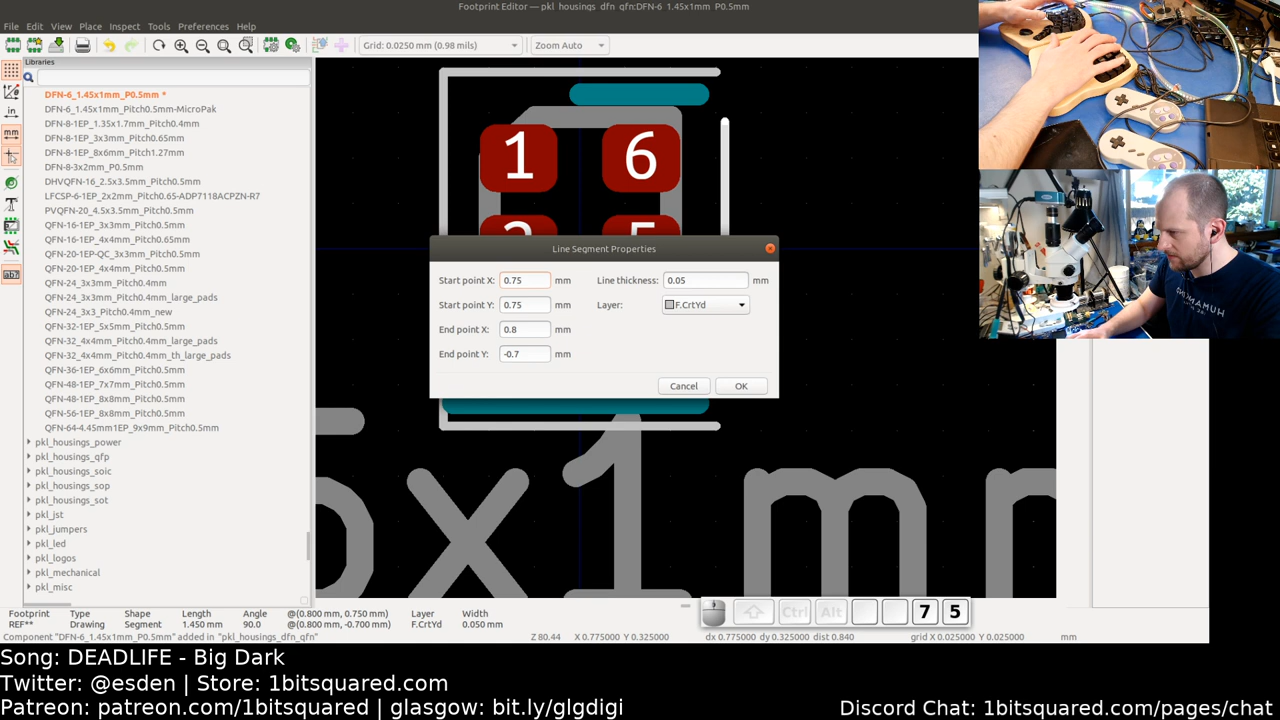 Footprint Editor — pkl_housings_dfn_qfn:DFN-6_1.45x1mm_P0.5mm
File Edit View Place Inspect Tools Preferences Help
Grid: 0.0250 mm (0.98 mils)
Zoom Auto
Libraries
DFN-6_1.45x1mm_P0.5mm *
DFN-6_1.45x1mm_Pitch0.5mm-MicroPak
DFN-8-1EP_1.35x1.7mm_Pitch0.4mm
DFN-8-1EP_3x3mm_Pitch0.65mm
DFN-8-1EP_8x6mm_Pitch1.27mm
DFN-8-3x2mm_P0.5mm
DHVQFN-16_2.5x3.5mm_Pitch0.5mm
LFCSP-6-1EP_2x2mm_Pitch0.65-ADP7118ACPZN-R7
PVQFN-20_4.5x3.5mm_Pitch0.5mm
QFN-16-1EP_3x3mm_Pitch0.5mm
QFN-16-1EP_4x4mm_Pitch0.65mm
QFN-20-1EP-QC_3x3mm_Pitch0.5mm
QFN-20-1EP_4x4mm_Pitch0.5mm
QFN-24_3x3mm_Pitch0.4mm
QFN-24_3x3mm_Pitch0.4mm_large_pads
QFN-24_3x3_Pitch0.4mm_new
QFN-32-1EP_5x5mm_Pitch0.5mm
QFN-32_4x4mm_Pitch0.4mm_large_pads
QFN-32_4x4mm_Pitch0.4mm_th_large_pads
QFN-36-1EP_6x6mm_Pitch0.5mm
QFN-48-1EP_7x7mm_Pitch0.5mm
QFN-48-1EP_8x8mm_Pitch0.5mm
QFN-56-1EP_8x8mm_Pitch0.5mm
QFN-64-4.45mm1EP_9x9mm_Pitch0.5mm
pkl_housings_power
pkl_housings_qfp
pkl_housings_soic
pkl_housings_sop
pkl_housings_sot
pkl_jst
pkl_jumpers
pkl_led
pkl_logos
pkl_mechanical
pkl_misc
in
mm
1 6
Line Segment Properties
Start point X: 0.75 mm
Line thickness: 0.05 mm
Start point Y: 0.75 mm
Layer: F.CrtYd
End point X: 0.8 mm
End point Y: -0.7 mm
Cancel OK
5x1mm
Ctrl Alt 7 5
Footprint Type Shape Length Angle @(0.800 mm, 0.750 mm) Layer Width
REF** Drawing Segment 1.450 mm 90.0 @(0.800 mm, -0.700 mm) F.CrtYd 0.050 mm
Component "DFN-6_1.45x1mm_P0.5mm" added in "pkl_housings_dfn_qfn"
Z 80.44 X 0.775000 Y 0.325000 dx 0.775000 dy 0.325000 dist 0.840 grid X 0.025000 Y 0.025000 mm
Song: DEADLIFE - Big Dark
Twitter: @esden | Store: 1bitsquared.com
Patreon: patreon.com/1bitsquared | glasgow: bit.ly/glgdigi
Discord Chat: 1bitsquared.com/pages/chat